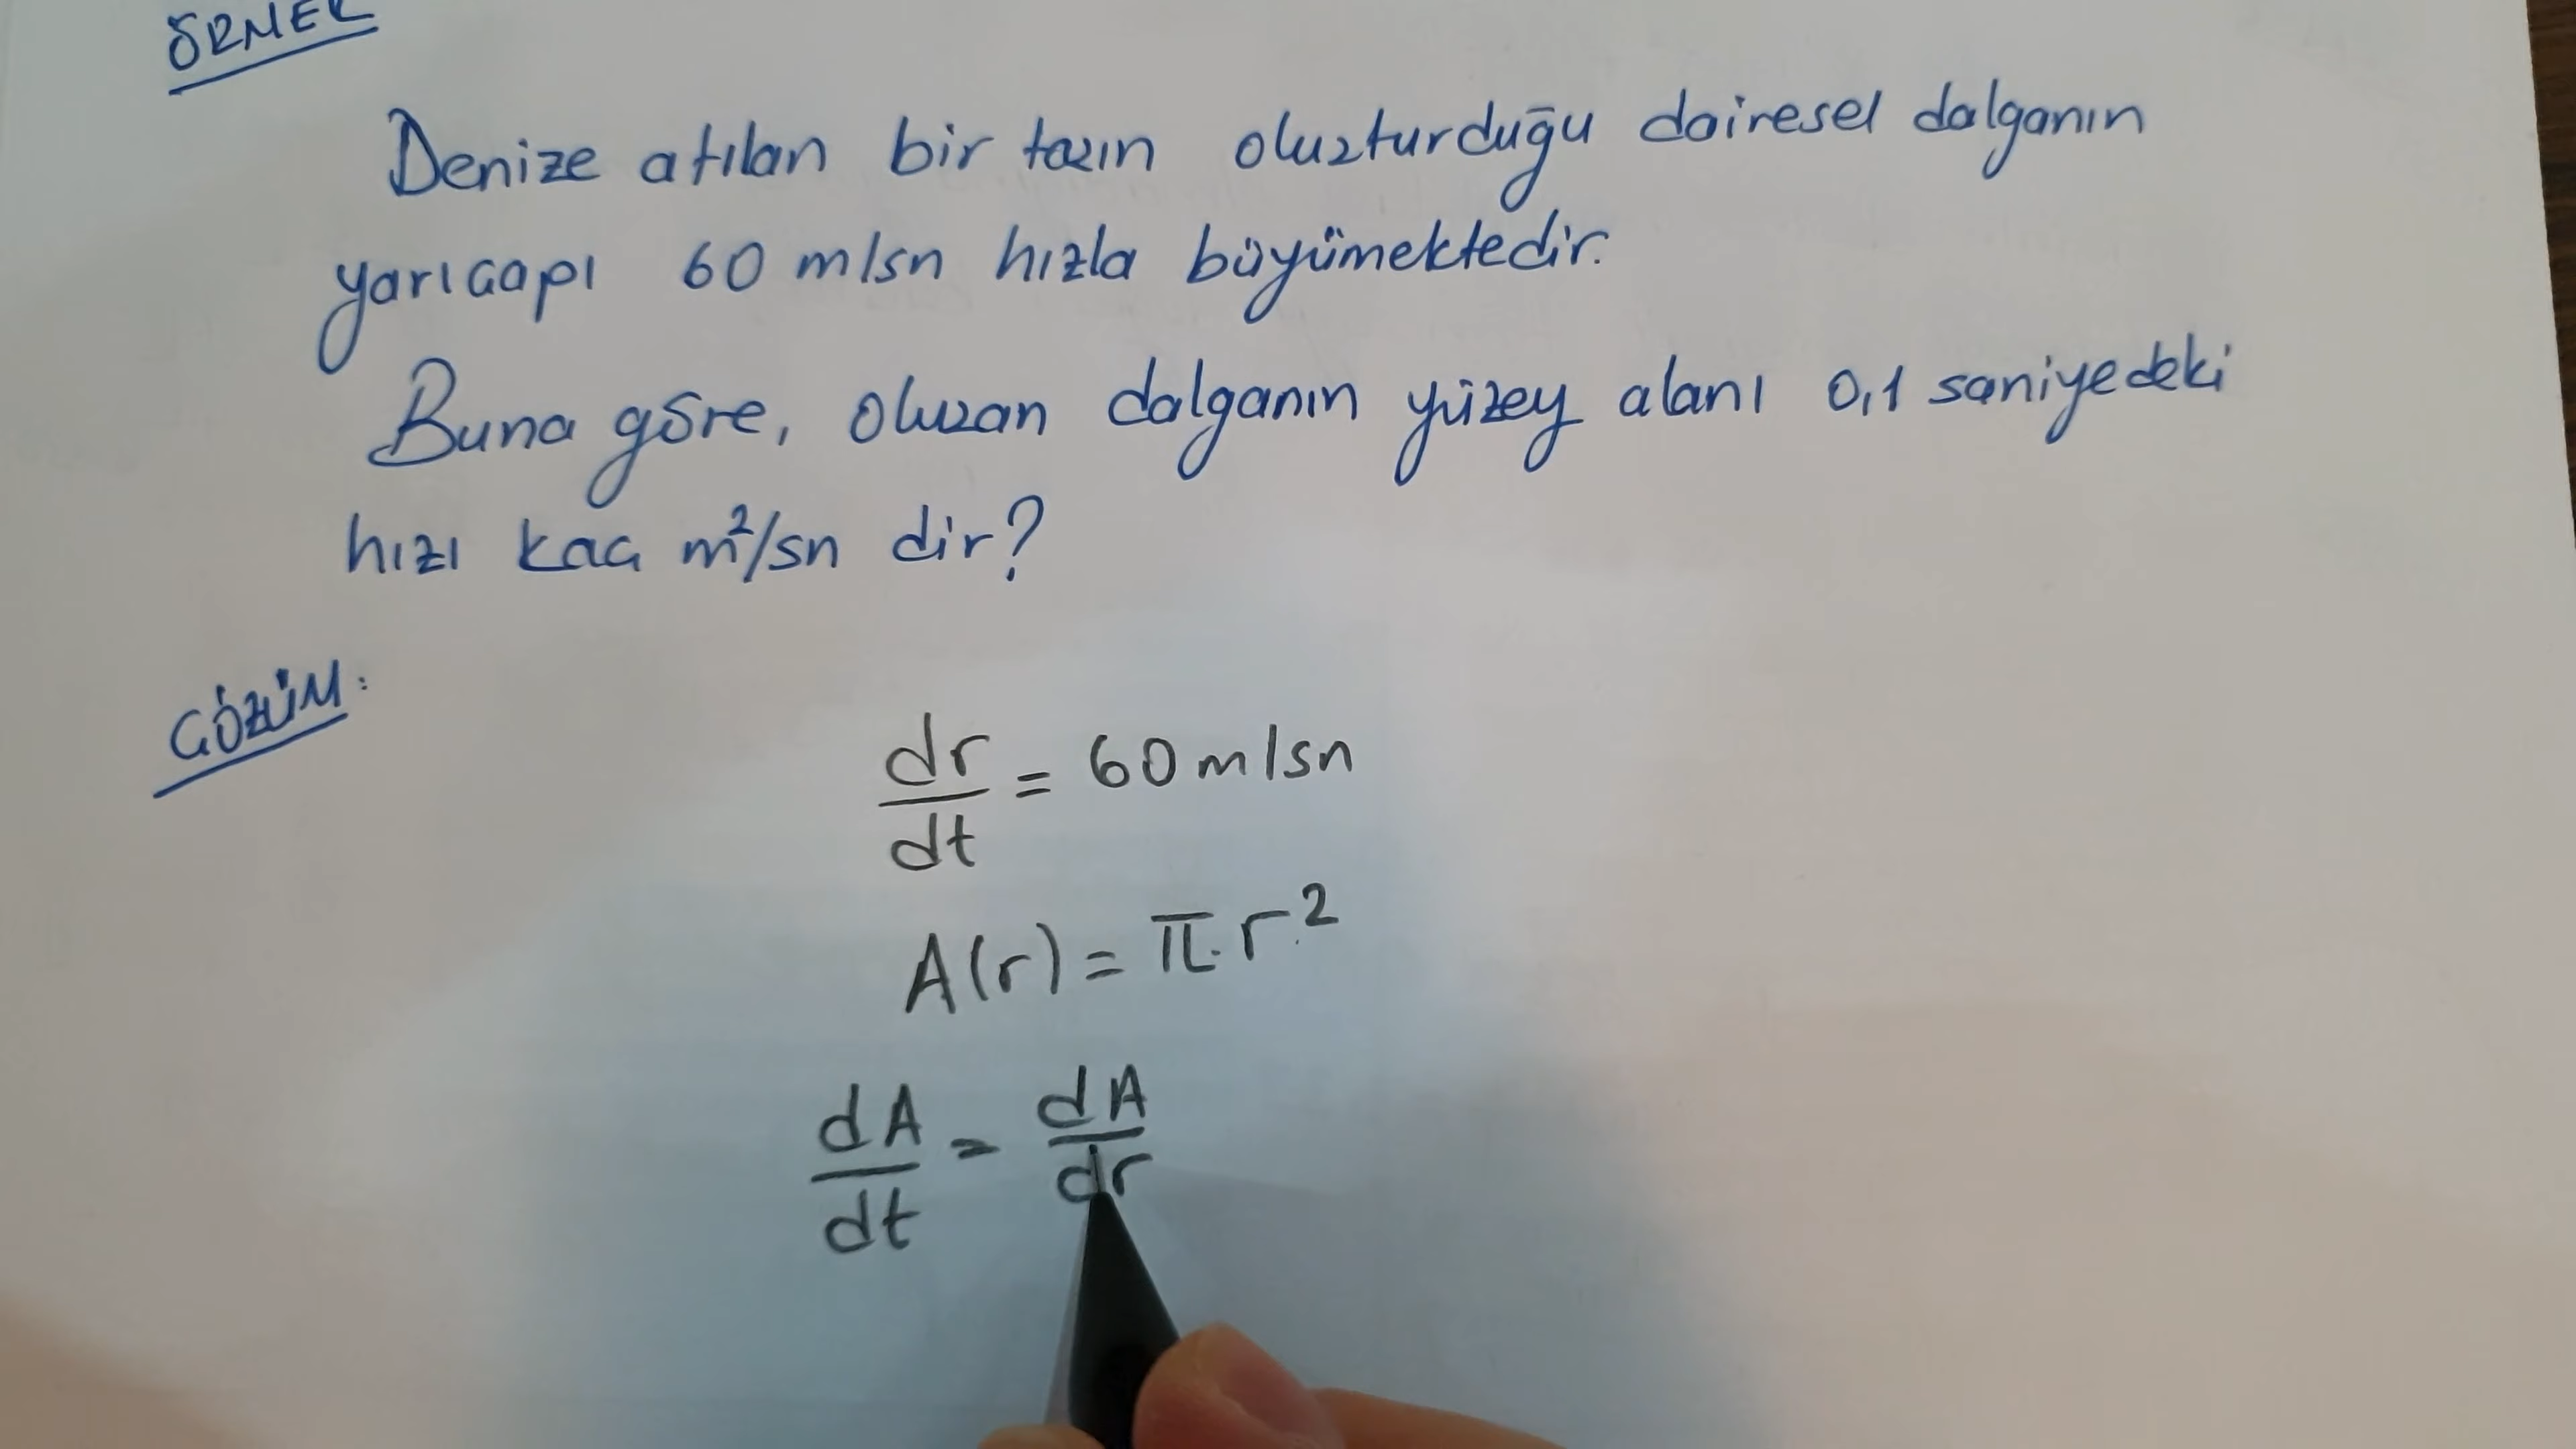 ÖRNEK
Denize atılan bir taşın oluşturduğu dairesel dalganın
yarıçapı 60 m/sn hızla büyümektedir.
Buna göre, oluşan dalganın yüzey alanı 0,1 saniyedeki
hızı kaç m²/sn dir?
ÇÖZÜM:
dr/dt = 60 m/sn
A(r) = π.r²
dA/dt = dA/dr